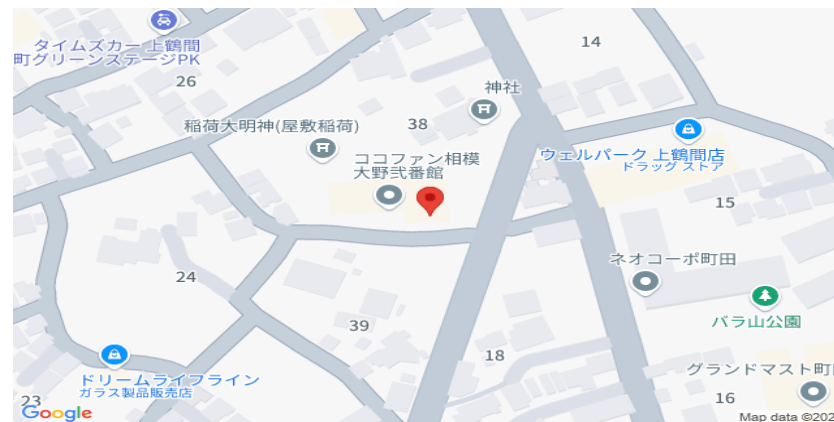 タイムズカー 上鶴間
町グリーンステージPK
26
14
神社
38
稲荷大明神(屋敷稲荷)
ココファン相模
大野弐番館
ウェルパーク 上鶴間店
ドラッグストア
15
ネオコーポ町田
24
バラ山公園
39
18
グランドマスト町田
ドリームライフライン
ガラス製品販売店
23
16
Google
Map data ©202